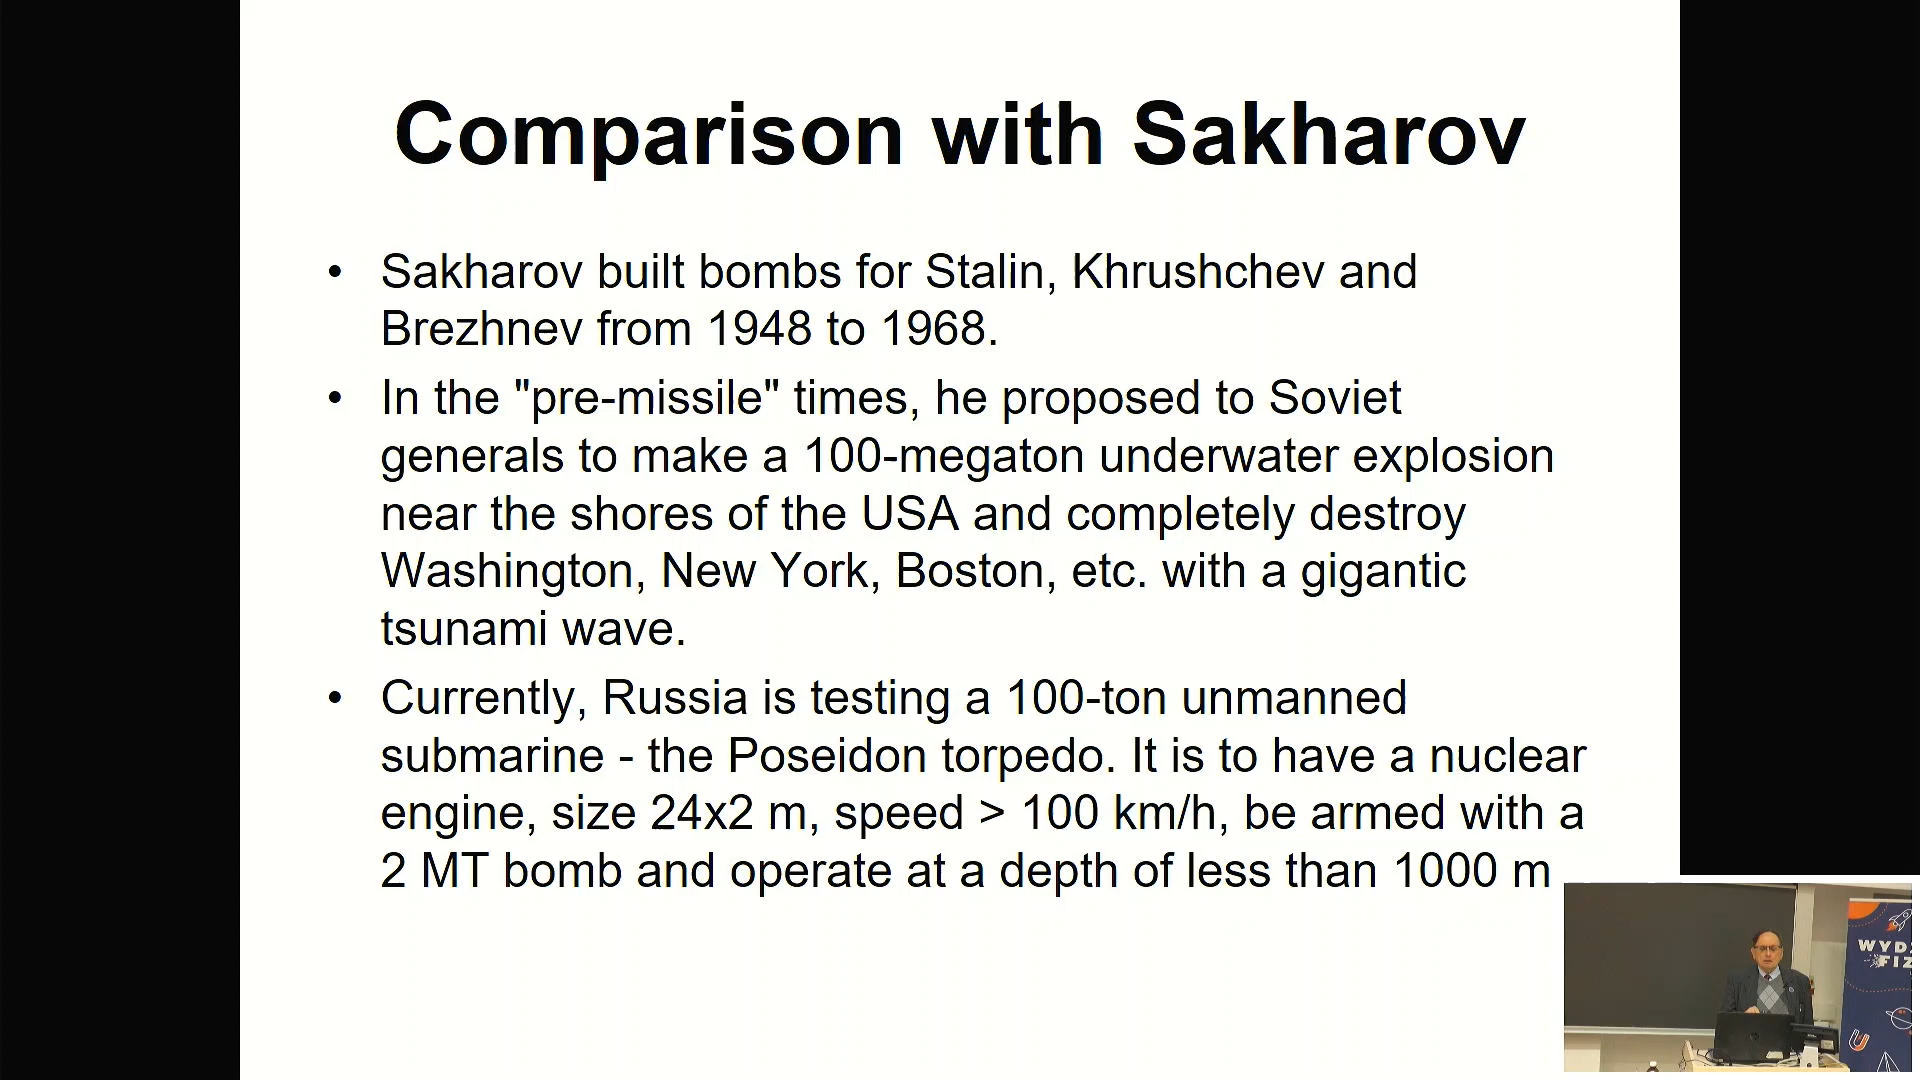 Comparison with Sakharov
• Sakharov built bombs for Stalin, Khrushchev and
Brezhnev from 1948 to 1968.
• In the "pre-missile" times, he proposed to Soviet
generals to make a 100-megaton underwater explosion
near the shores of the USA and completely destroy
Washington, New York, Boston, etc. with a gigantic
tsunami wave.
• Currently, Russia is testing a 100-ton unmanned
submarine - the Poseidon torpedo. It is to have a nuclear
engine, size 24x2 m, speed > 100 km/h, be armed with a
2 MT bomb and operate at a depth of less than 1000 m
WYDZ
FIZ